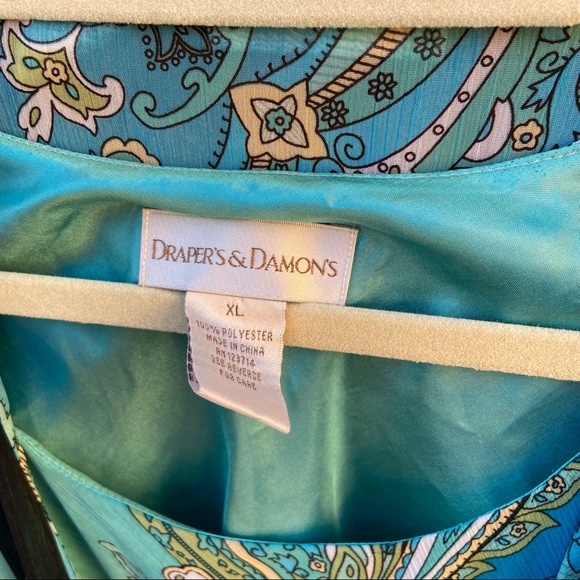 DRAPER'S & DAMON'S
XL
100% POLYESTER
MADE IN CHINA
RN 123714
SEE REVERSE
FOR CARE